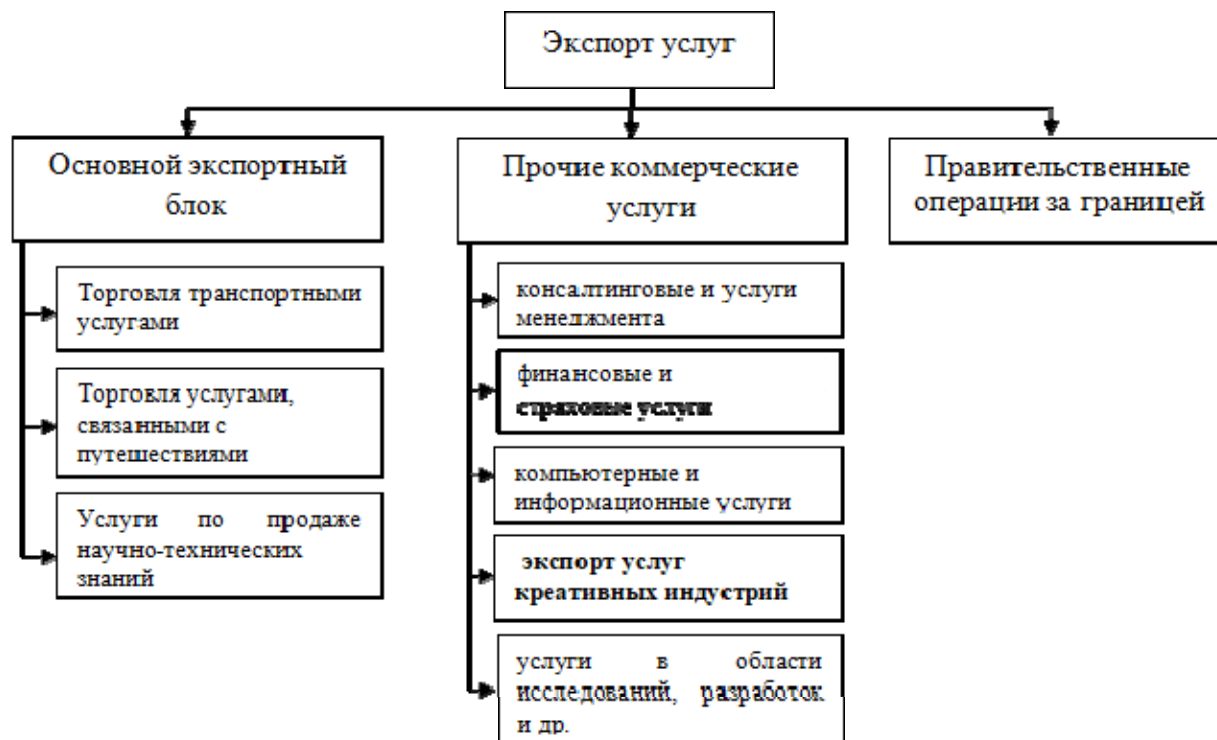 Экспорт услуг
Основной экспортный
блок
Прочие коммерческие
услуги
Правительственные
операции за границей
Торговля транспортными
услугами
Торговля услугами,
связанными с
путешествиями
Услуги по продаже
научно-технических
знаний
консалтинговые и услуги
менеджмента
финансовые и
страховые услуги
компьютерные и
информационные услуги
экспорт услуг
креативных индустрий
услуги в области
исследований, разработок
и др.